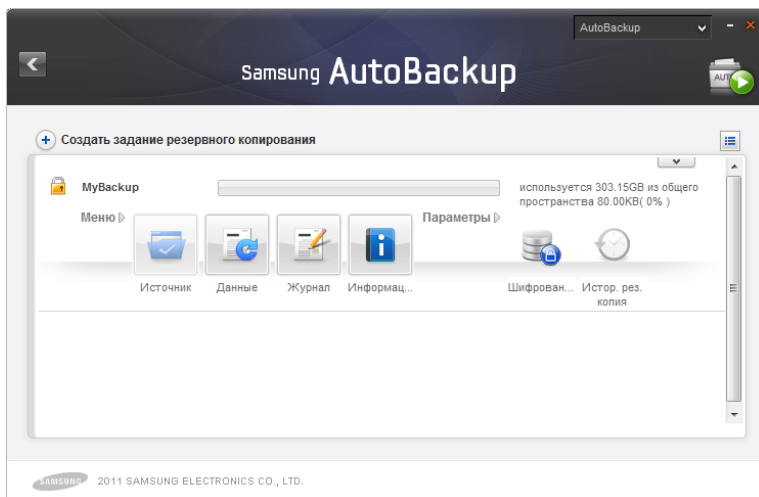 AutoBackup
samsung AutoBackup
AUTO
Создать задание резервного копирования
MyBackup
используется 303.15GB из общего
пространства 80.00KB( 0% )
Меню
Параметры
Источник
Данные
Журнал
Информац...
Шифрован...
Истор. рез.
копия
SAMSUNG 2011 SAMSUNG ELECTRONICS CO., LTD.